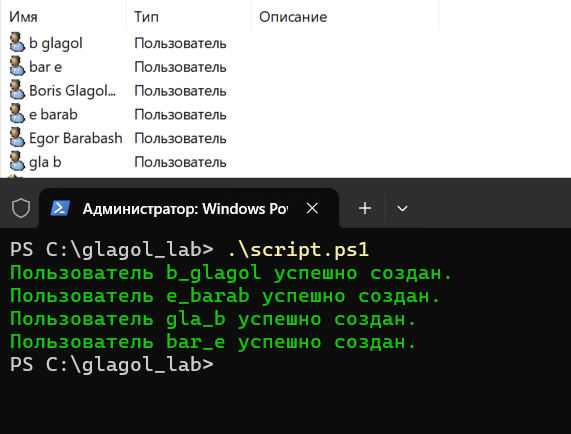 Имя Тип Описание
b glagol Пользователь
bar e Пользователь
Boris Glagol... Пользователь
e barab Пользователь
Egor Barabash Пользователь
gla b Пользователь
Администратор: Windows Po
PS C:\glagol_lab> .\script.ps1
Пользователь b_glagol успешно создан.
Пользователь e_barab успешно создан.
Пользователь gla_b успешно создан.
Пользователь bar_e успешно создан.
PS C:\glagol_lab>